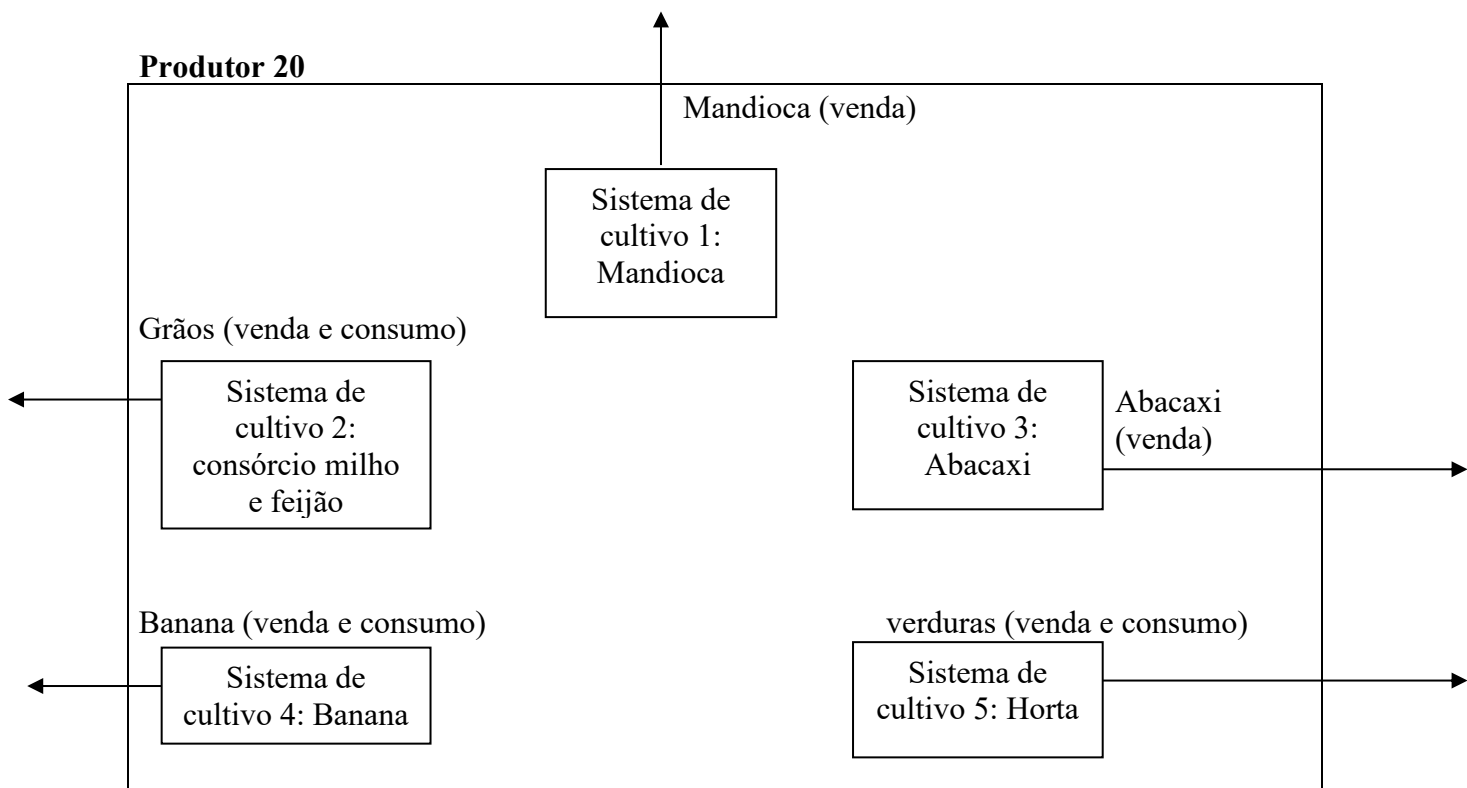 Produtor 20
Mandioca (venda)
Sistema de
cultivo 1:
Mandioca
Grãos (venda e consumo)
Sistema de
cultivo 2:
consórcio milho
e feijão
Sistema de
cultivo 3:
Abacaxi
Abacaxi
(venda)
Banana (venda e consumo)
Sistema de
cultivo 4: Banana
verduras (venda e consumo)
Sistema de
cultivo 5: Horta